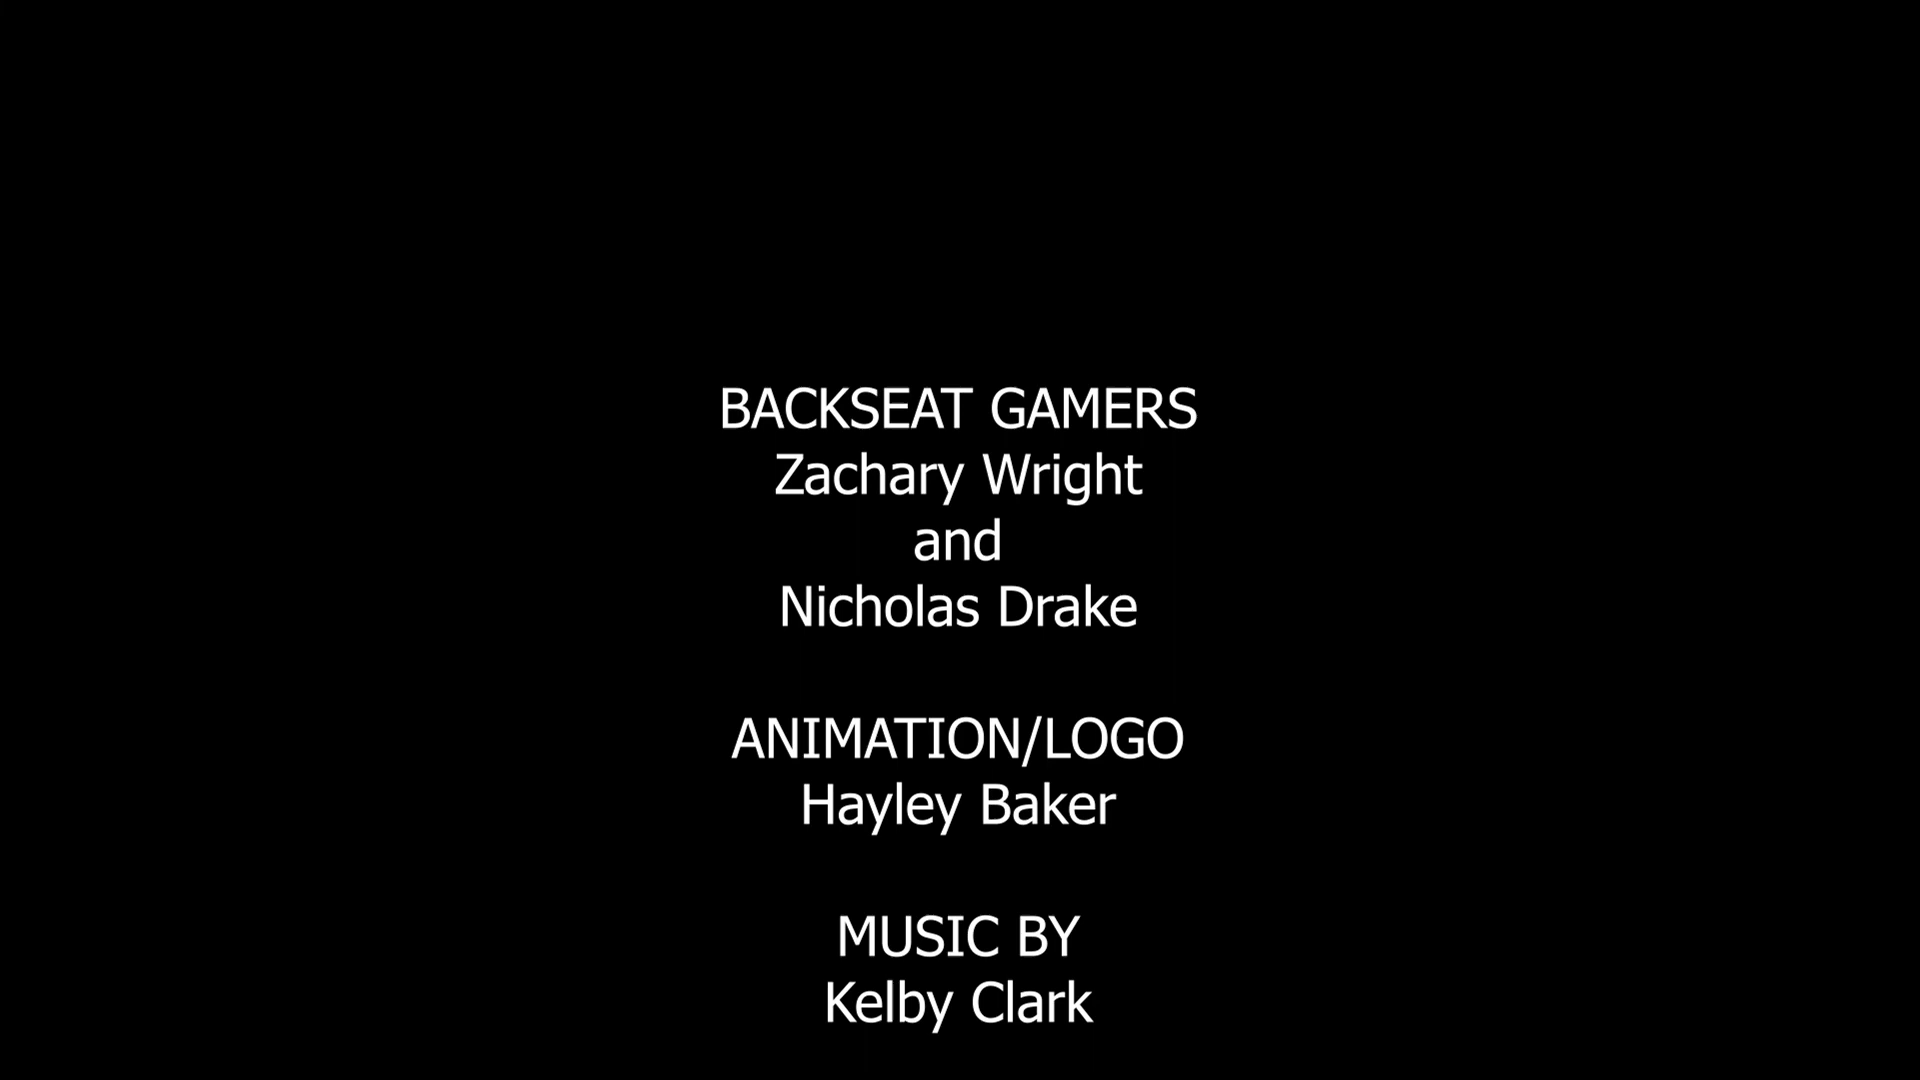 BACKSEAT GAMERS
Zachary Wright
and
Nicholas Drake
ANIMATION/LOGO
Hayley Baker
MUSIC BY
Kelby Clark